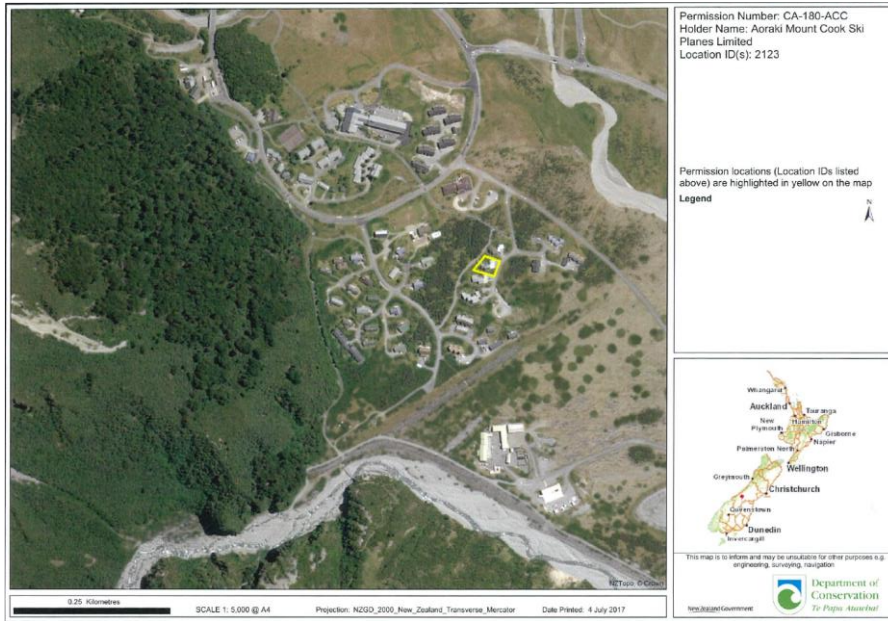 Permission Number: CA-180-ACC
Holder Name: Aoraki Mount Cook Ski
Planes Limited
Location ID(s): 2123
Permission locations (Location IDs listed
above) are highlighted in yellow on the map
Legend
N
Whangarei
Auckland
Tauranga
Hamilton
New
Plymouth
Gisborne
Napier
Palmerston North
Wellington
Greymouth
Christchurch
Queenstown
Dunedin
Invercargill
This map is to inform and may be unsuitable for other purposes e.g.
engineering, surveying, navigation
New Zealand Government
Department of
Conservation
Te Papa Atawhai
NZTopo, ©
0.25 Kilometres
SCALE 1: 5,000 @ A4
Projection: NZGD_2000_New_Zealand_Transverse_Mercator
Date Printed: 4 July 2017